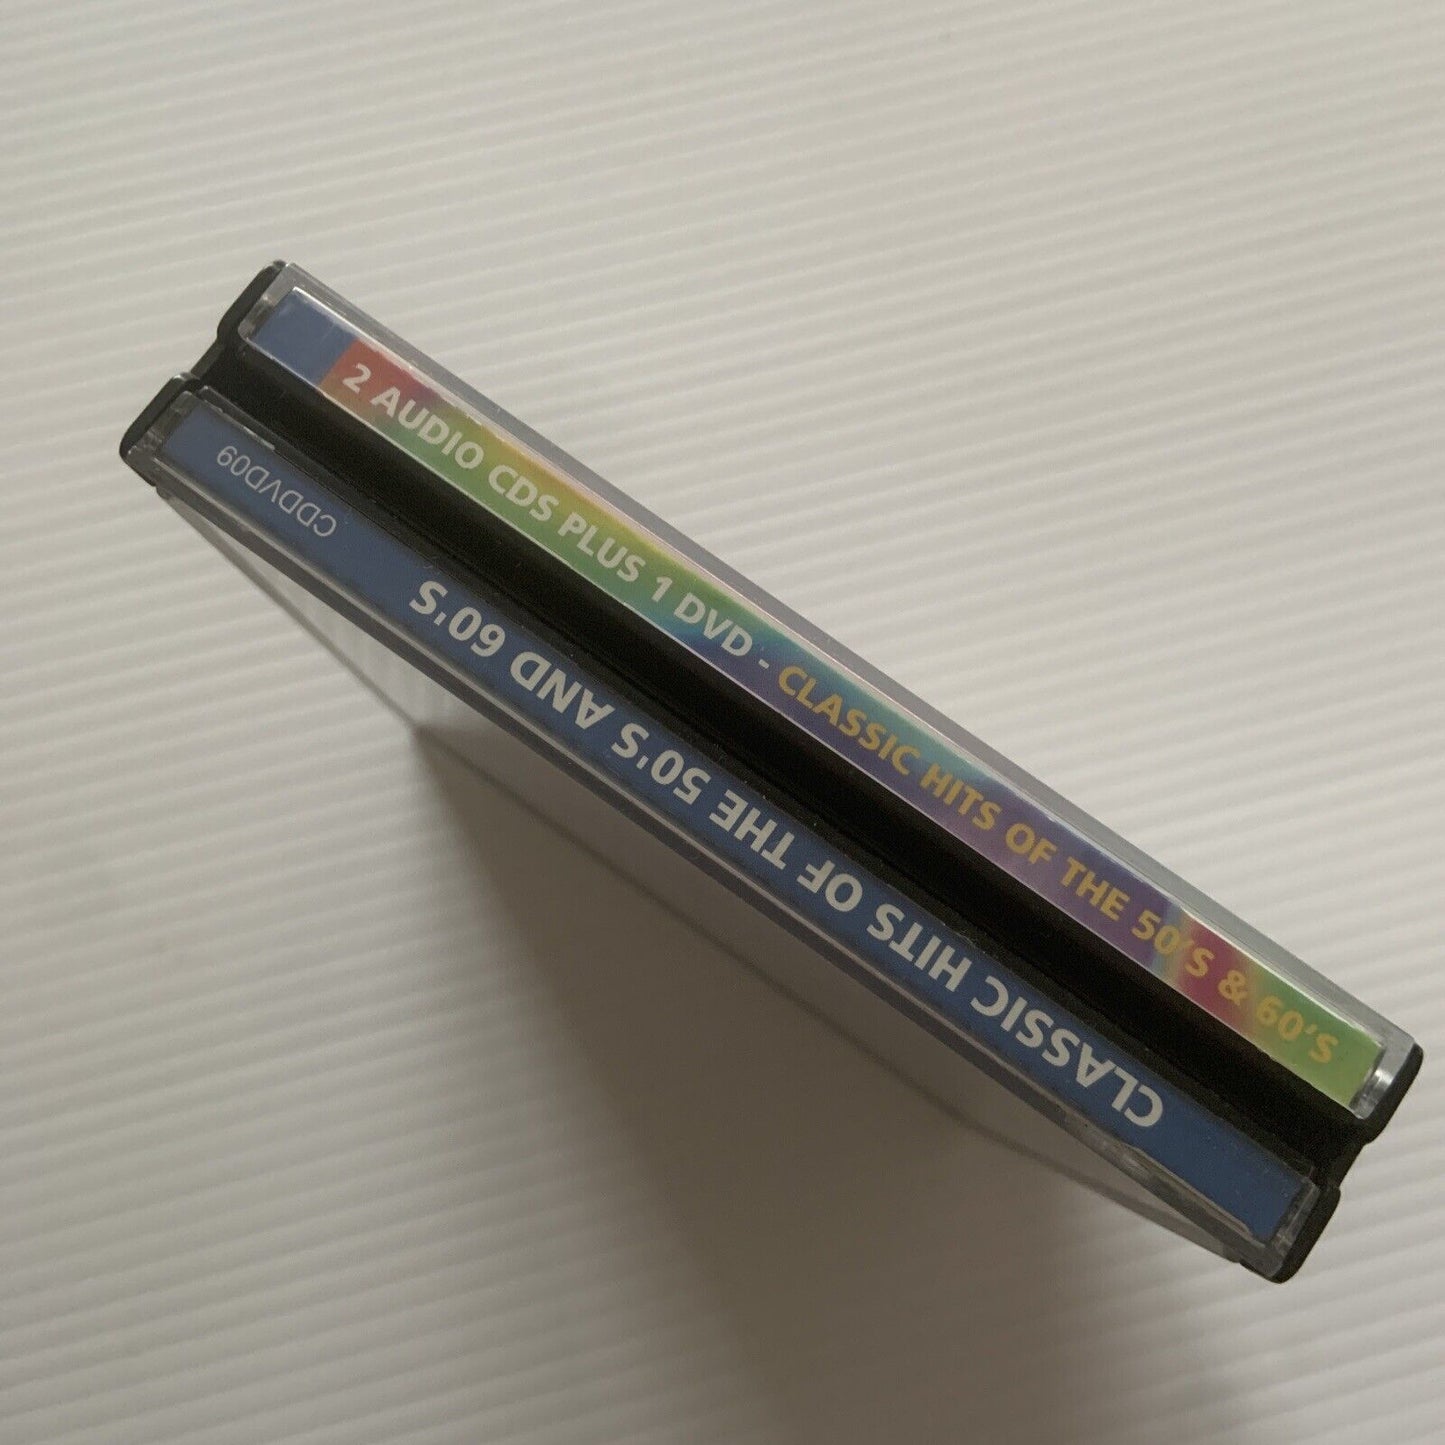 2 AUDIO CDS PLUS 1 DVD - CLASSIC HITS OF THE 50'S & 60'S
CLASSIC HITS OF THE 50'S AND 60'S CDDVD09